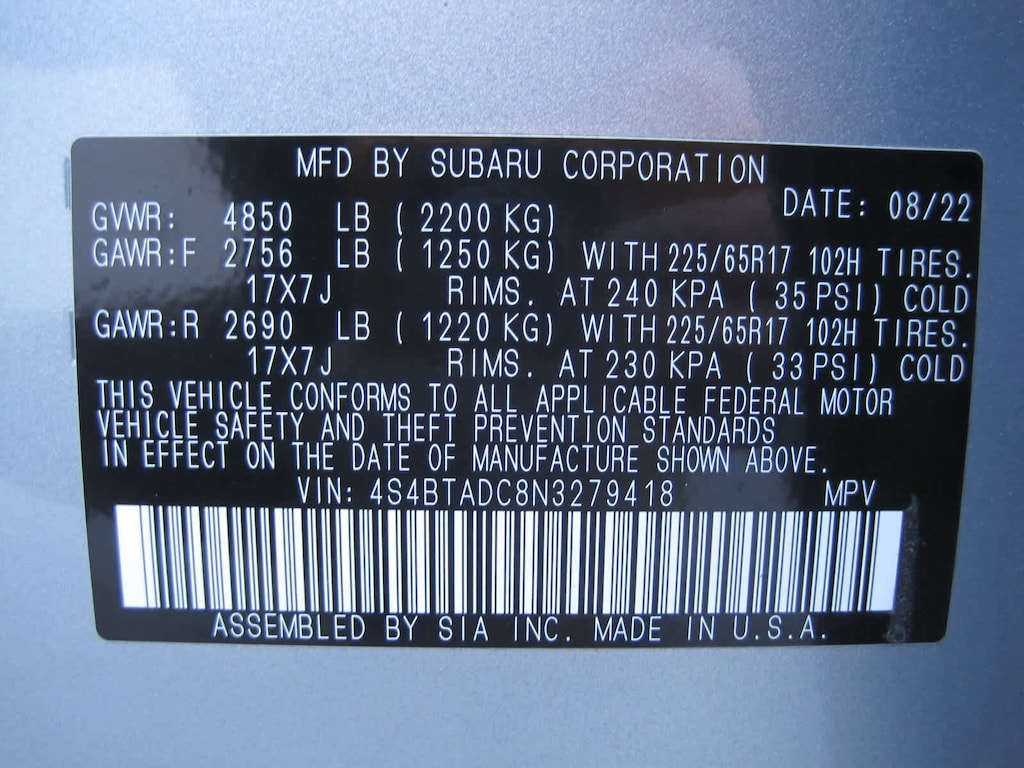 MFD BY SUBARU CORPORATION
DATE: 08/22
GVWR: 4850 LB ( 2200 KG)
GAWR:F 2756 LB ( 1250 KG) WITH 225/65R17 102H TIRES.
17X7J RIMS. AT 240 KPA ( 35 PSI) COLD
GAWR:R 2690 LB ( 1220 KG) WITH 225/65R17 102H TIRES.
17X7J RIMS. AT 230 KPA ( 33 PSI) COLD
THIS VEHICLE CONFORMS TO ALL APPLICABLE FEDERAL MOTOR
VEHICLE SAFETY AND THEFT PREVENTION STANDARDS
IN EFFECT ON THE DATE OF MANUFACTURE SHOWN ABOVE.
VIN: 4S4BTADC8N3279418 MPV
ASSEMBLED BY SIA INC. MADE IN U.S.A.